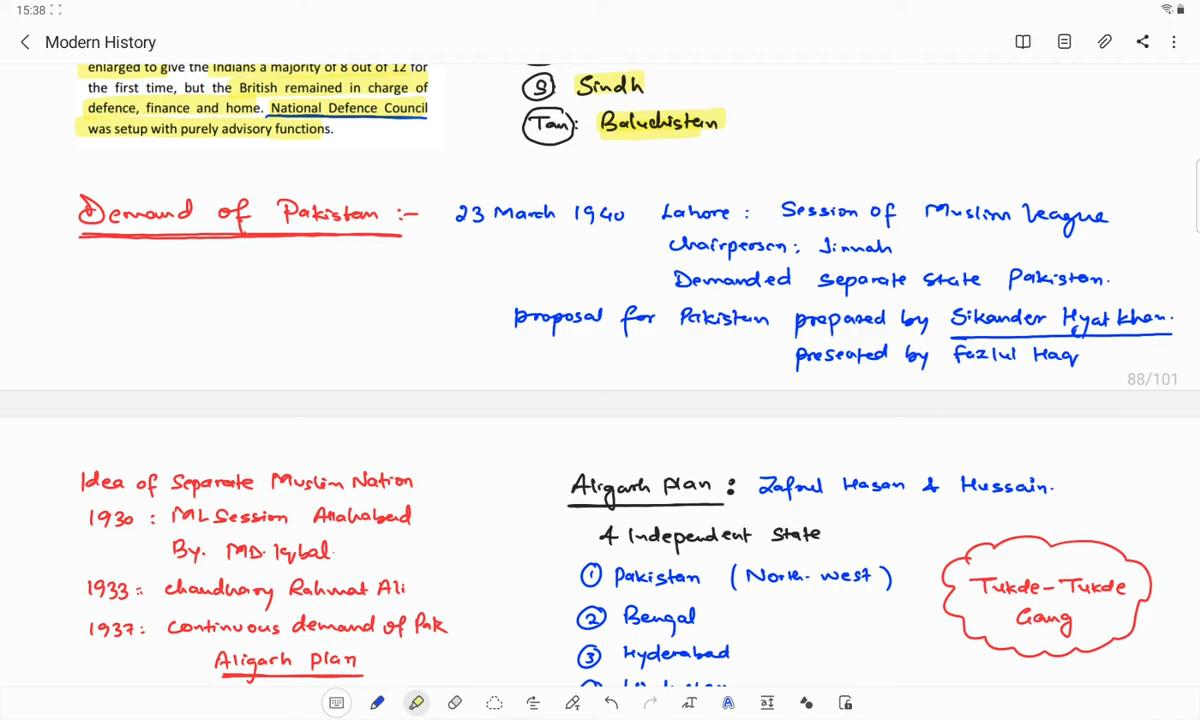 15:38
Modern History
enlarged to give the Indians a majority of 8 out of 12 for
the first time, but the British remained in charge of
defence, finance and home. National Defence Council
was setup with purely advisory functions.
S Sindh
Tan: Baluchistan
Demand of Pakistan :-
23 March 1940 Lahore : Session of Muslim League
Chairperson: Jinnah
Demanded separate state Pakistan.
proposal for Pakistan prepared by Sikander Hyat Khan.
presented by Fazlul Haq
88/101
Idea of Separate Muslim Nation
1930 : ML Session Allahabad
By. MD. Iqbal.
1933: Chaudhary Rahmat Ali
1937: Continuous demand of Pak
Aligarh plan
Aligarh plan : Zafrul Hasan & Hussain.
4 Independent State
① Pakistan (North-West)
② Bengal
③ Hyderabad
Tukde-Tukde
Gang